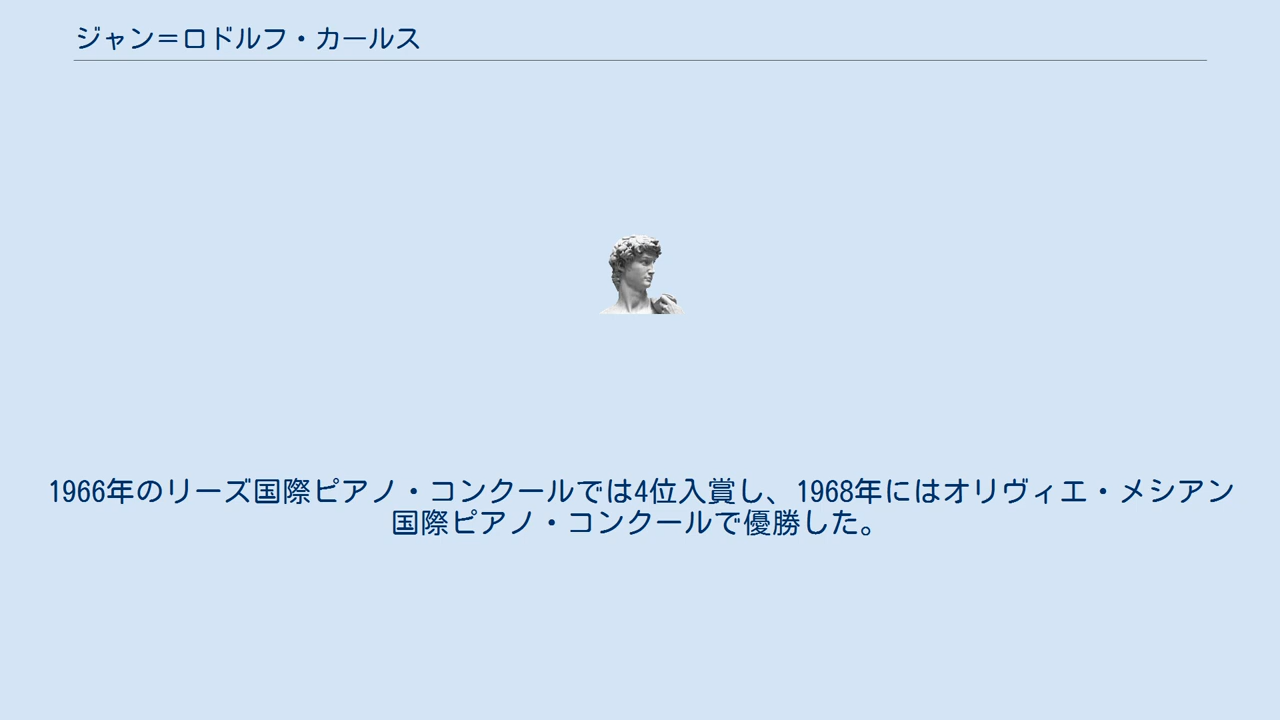 ジャン＝ロドルフ・カールス
1966年のリーズ国際ピアノ・コンクールでは4位入賞し、1968年にはオリヴィエ・メシアン
国際ピアノ・コンクールで優勝した。